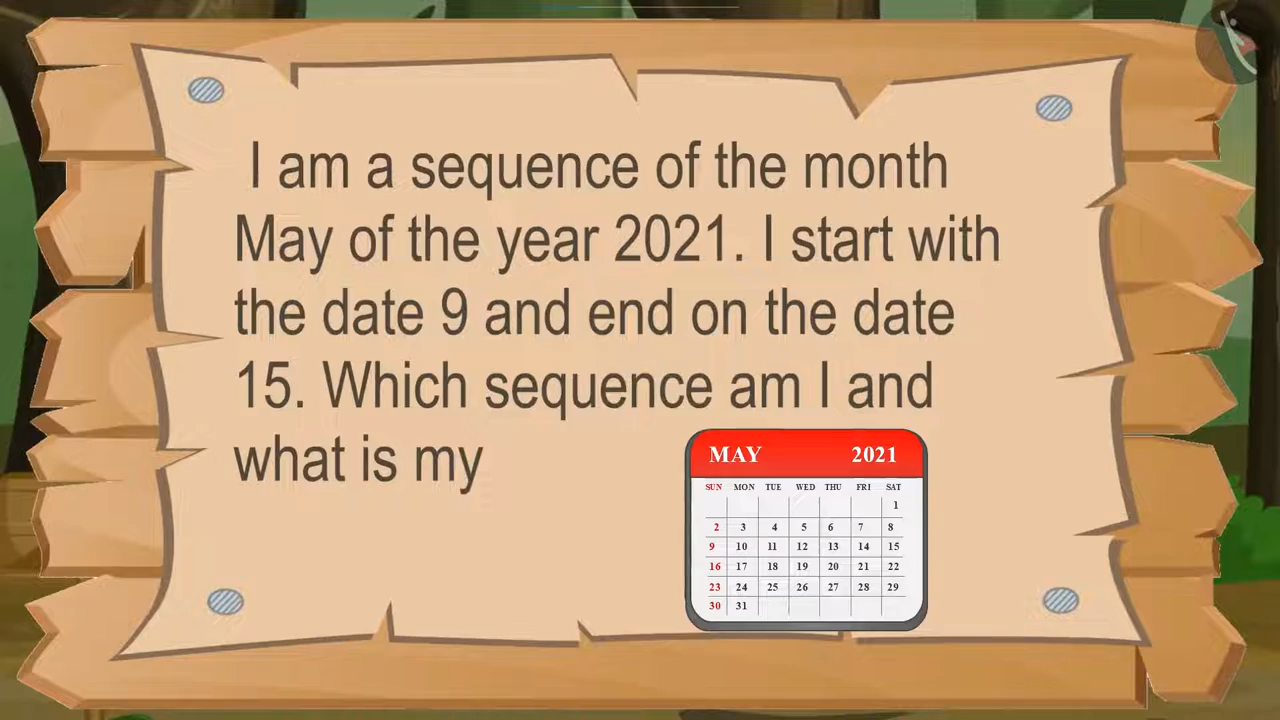 I am a sequence of the month
May of the year 2021. I start with
the date 9 and end on the date
15. Which sequence am I and
what is my
MAY 2021
SUN MON TUE WED THU FRI SAT
1
2 3 4 5 6 7 8
9 10 11 12 13 14 15
16 17 18 19 20 21 22
23 24 25 26 27 28 29
30 31